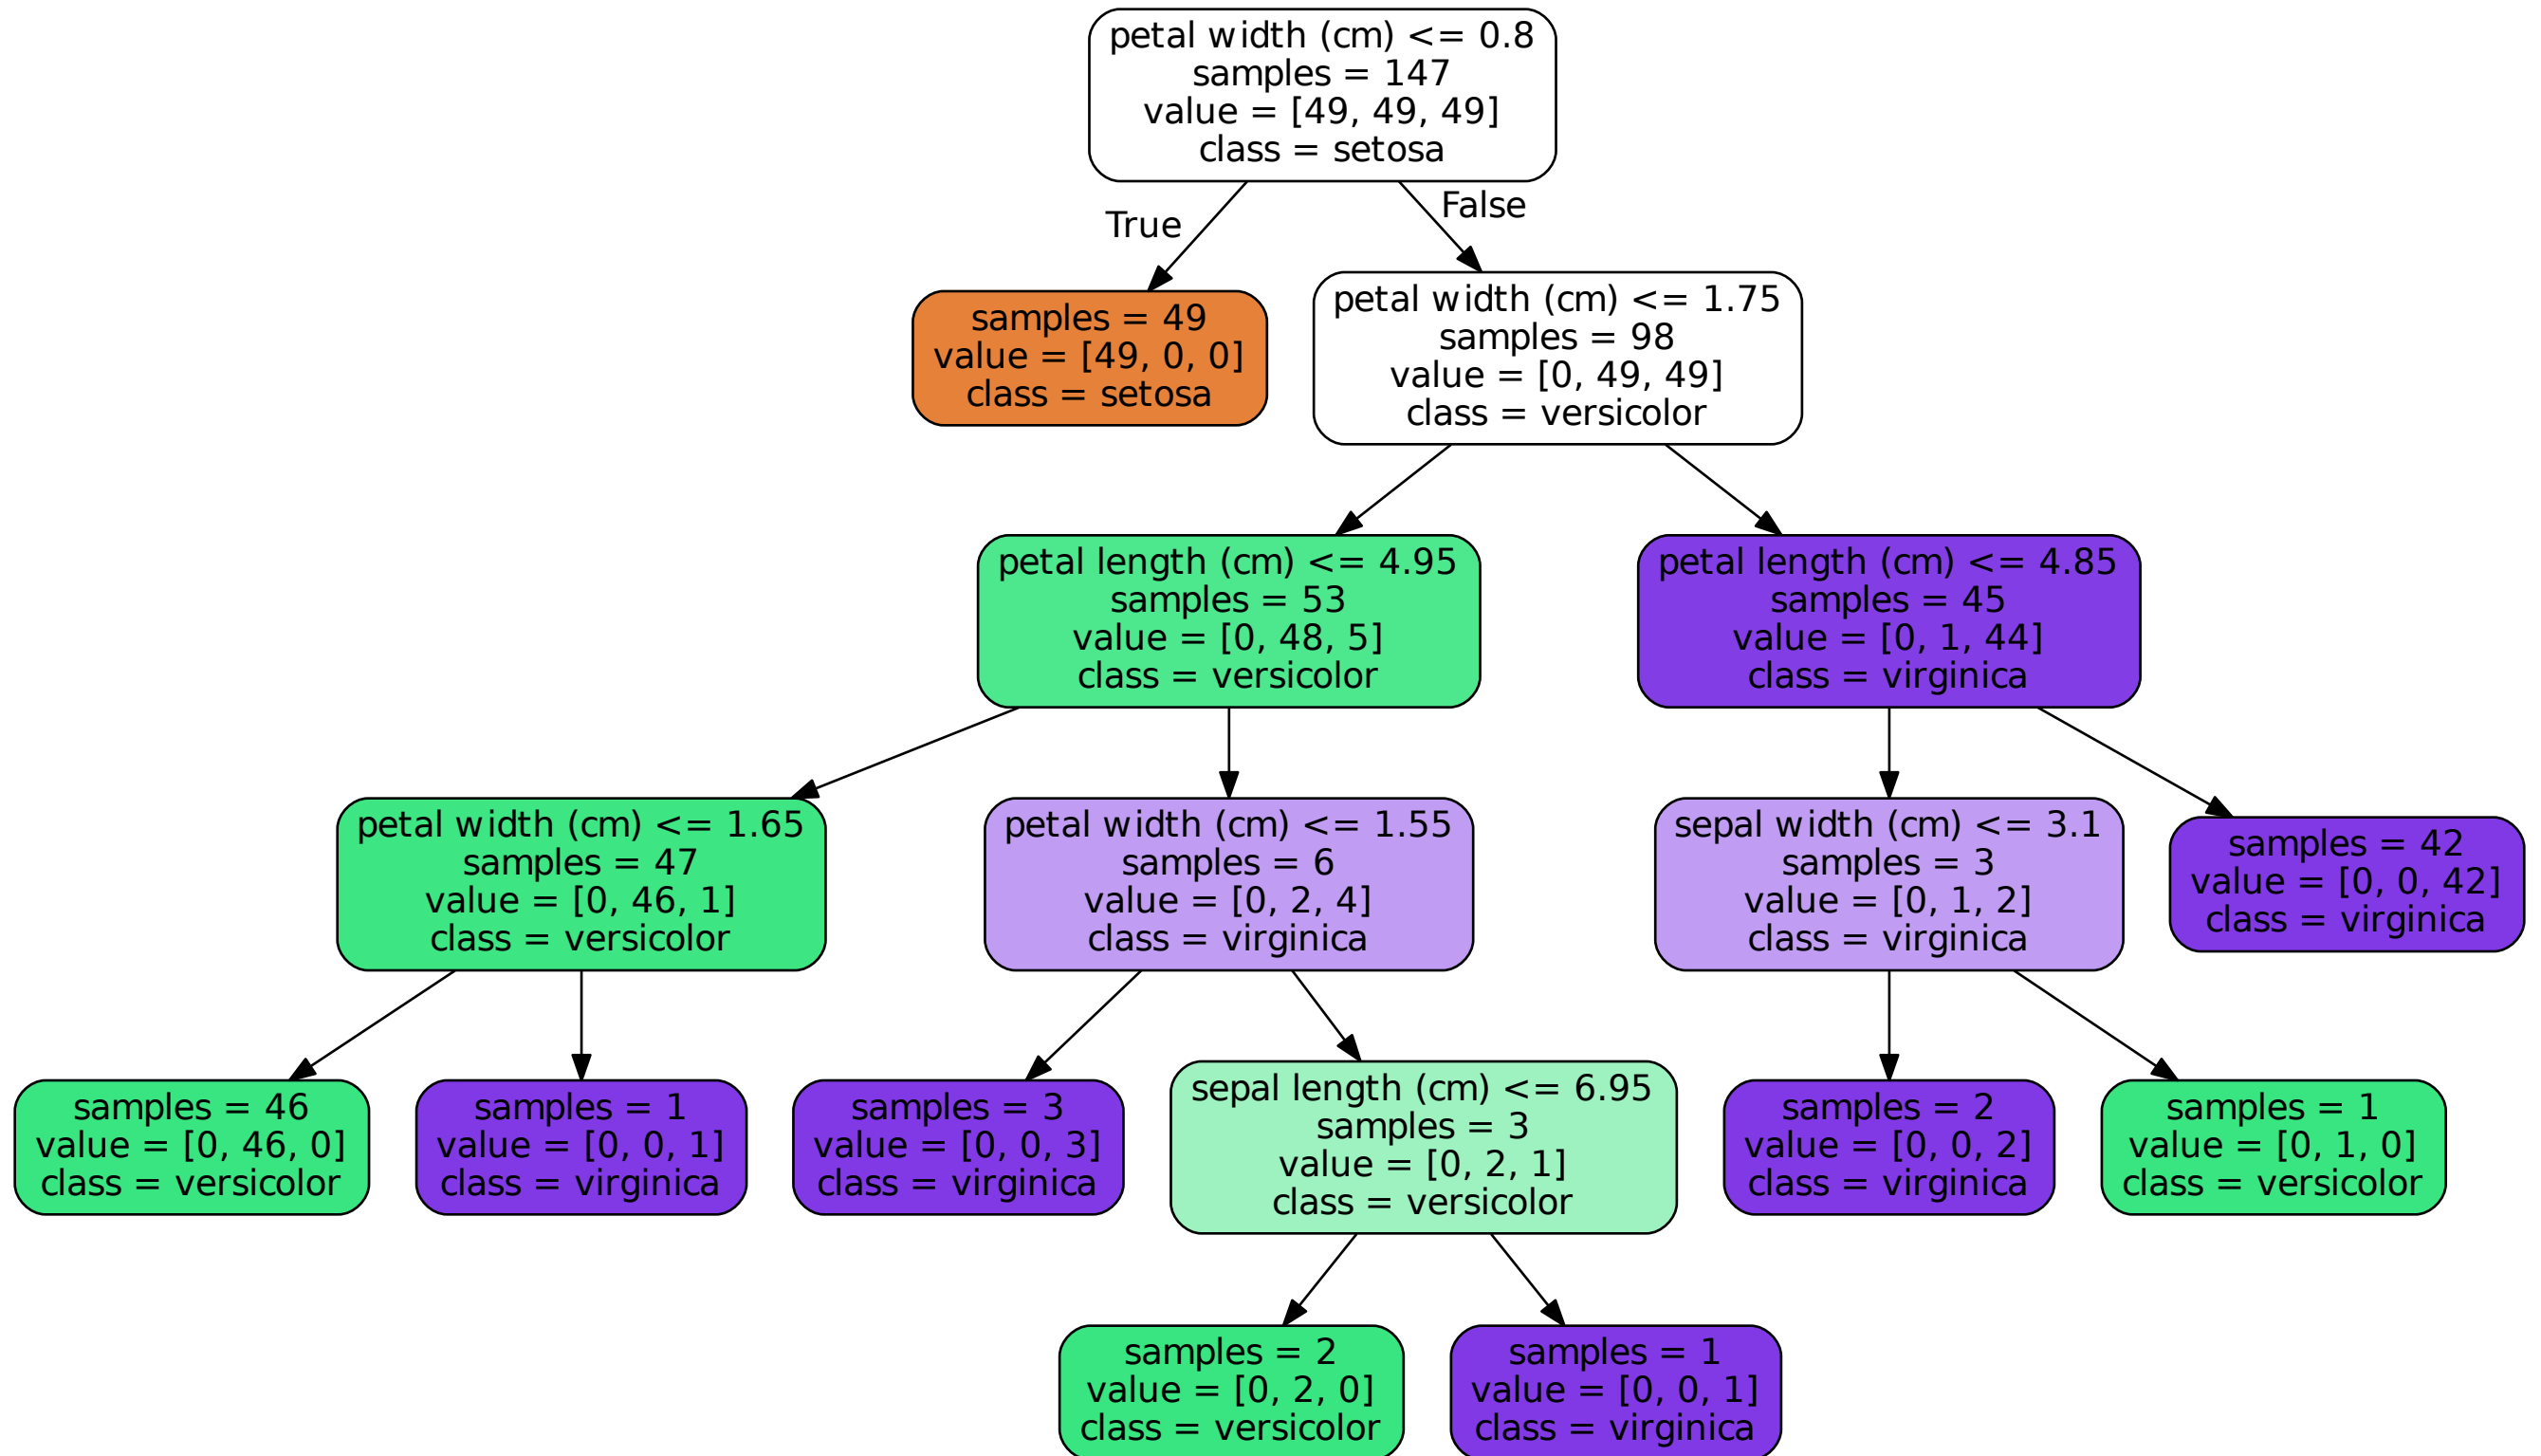 petal width (cm) <= 0.8
samples = 147
value = [49, 49, 49]
class = setosa
True
False
samples = 49
value = [49, 0, 0]
class = setosa
petal width (cm) <= 1.75
samples = 98
value = [0, 49, 49]
class = versicolor
petal length (cm) <= 4.95
samples = 53
value = [0, 48, 5]
class = versicolor
petal length (cm) <= 4.85
samples = 45
value = [0, 1, 44]
class = virginica
petal width (cm) <= 1.65
samples = 47
value = [0, 46, 1]
class = versicolor
petal width (cm) <= 1.55
samples = 6
value = [0, 2, 4]
class = virginica
sepal width (cm) <= 3.1
samples = 3
value = [0, 1, 2]
class = virginica
samples = 42
value = [0, 0, 42]
class = virginica
samples = 46
value = [0, 46, 0]
class = versicolor
samples = 1
value = [0, 0, 1]
class = virginica
samples = 3
value = [0, 0, 3]
class = virginica
sepal length (cm) <= 6.95
samples = 3
value = [0, 2, 1]
class = versicolor
samples = 2
value = [0, 0, 2]
class = virginica
samples = 1
value = [0, 1, 0]
class = versicolor
samples = 2
value = [0, 2, 0]
class = versicolor
samples = 1
value = [0, 0, 1]
class = virginica